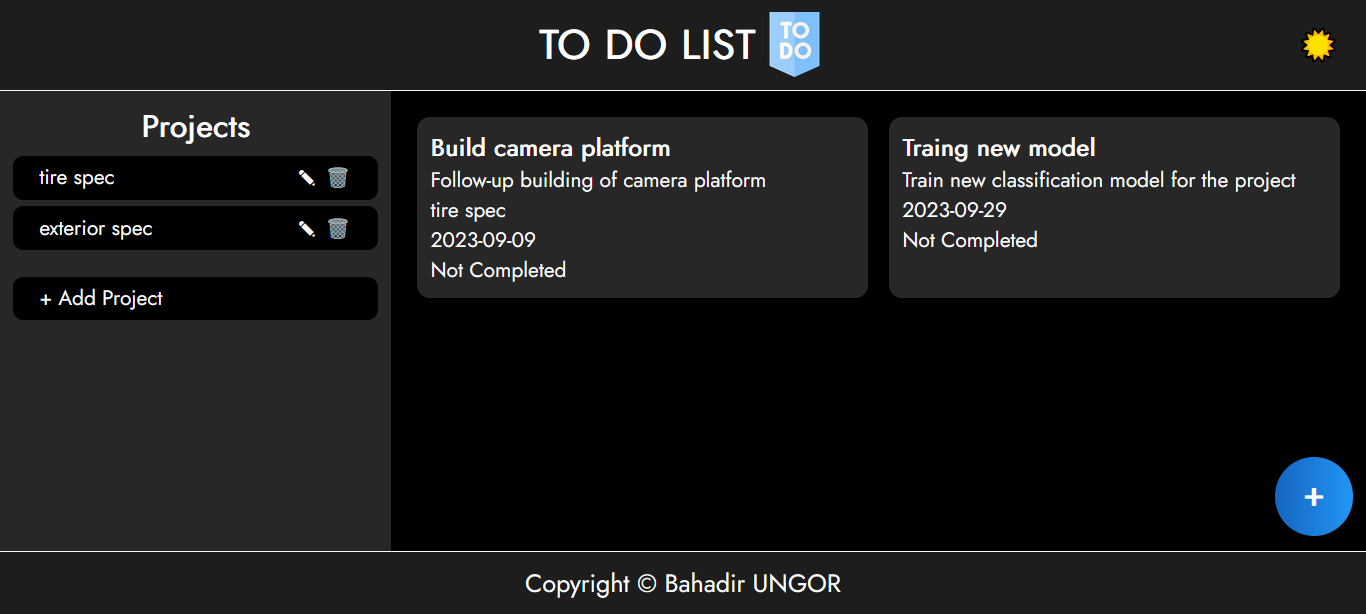 TO DO LIST
TO
DO
Projects
tire spec
exterior spec
+ Add Project
Build camera platform
Follow-up building of camera platform
tire spec
2023-09-09
Not Completed
Traing new model
Train new classification model for the project
2023-09-29
Not Completed
+
Copyright © Bahadir UNGOR